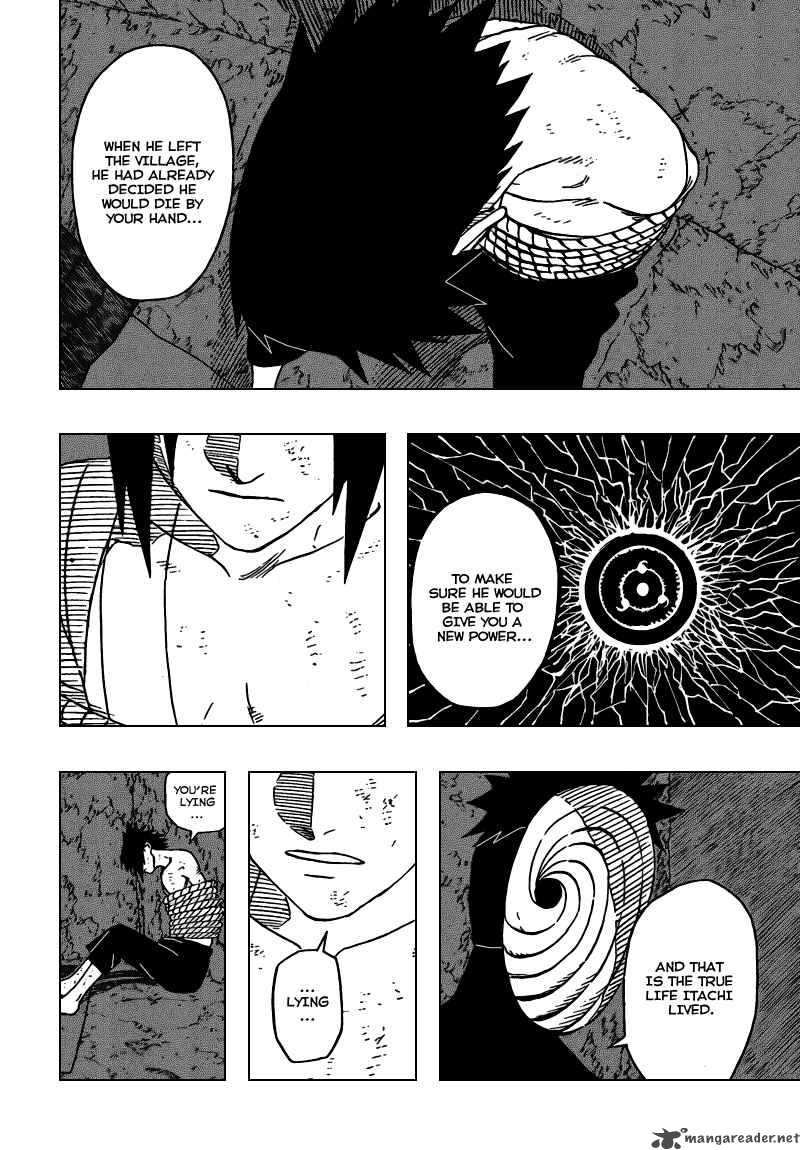 WHEN HE LEFT
THE VILLAGE,
HE HAD ALREADY
DECIDED HE
WOULD DIE BY
YOUR HAND...
TO MAKE
SURE HE WOULD
BE ABLE TO
GIVE YOU A
NEW POWER...
AND THAT
IS THE TRUE
LIFE ITACHI
LIVED.
...
LYING
...
YOU'RE
LYING
...
mangareader.net